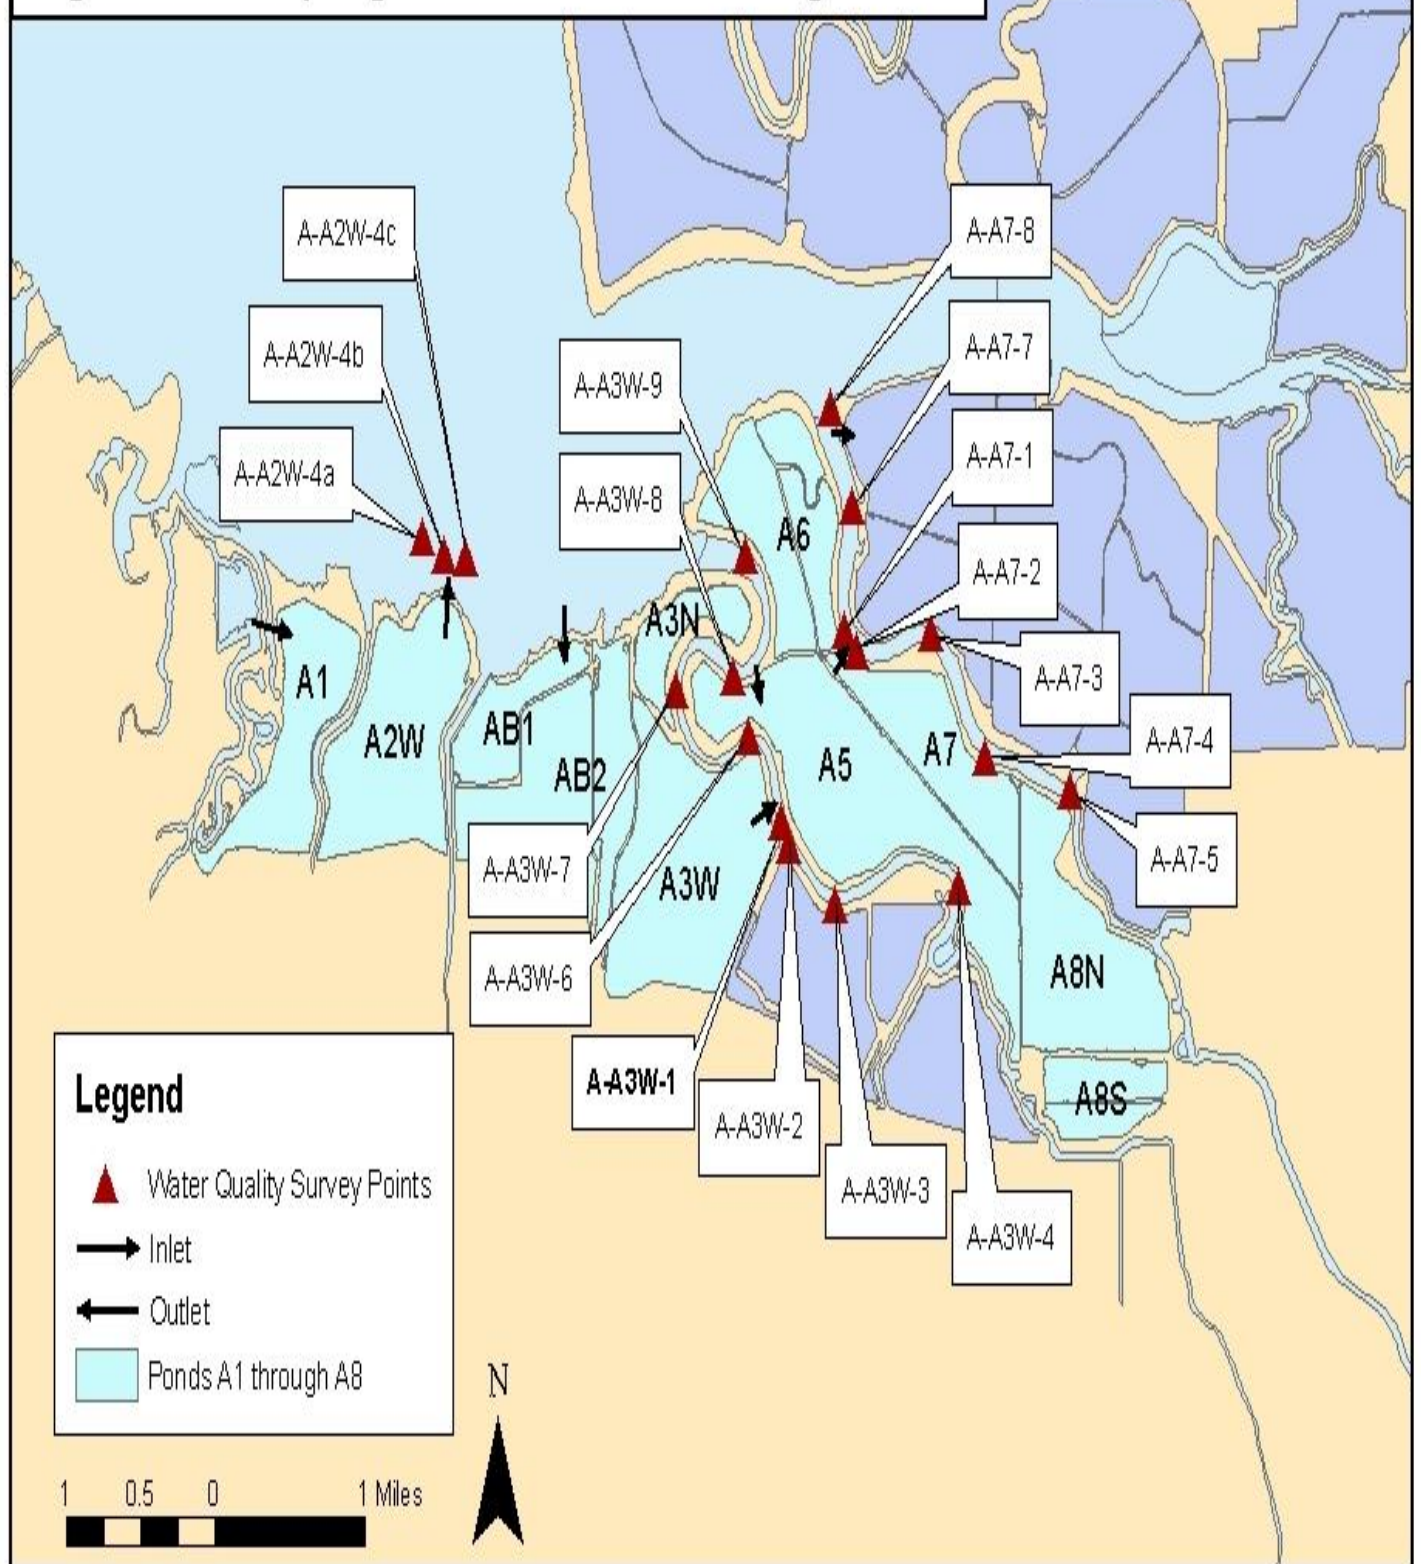 A-A2W-4c
A-A7-8
A-A2W-4b
A-A3W-9
A-A7-7
A-A2W-4a
A-A3W-8
A-A7-1
A6
A-A7-2
A3N
A1
A-A7-3
A2W
AB1
AB2
A5
A7
A-A7-4
A-A3W-7
A3W
A-A7-5
A-A3W-6
A8N
A-A3W-1
A-A3W-2
A8S
A-A3W-3
A-A3W-4
Legend
Water Quality Survey Points
Inlet
Outlet
Ponds A1 through A8
N
1 0.5 0 1 Miles